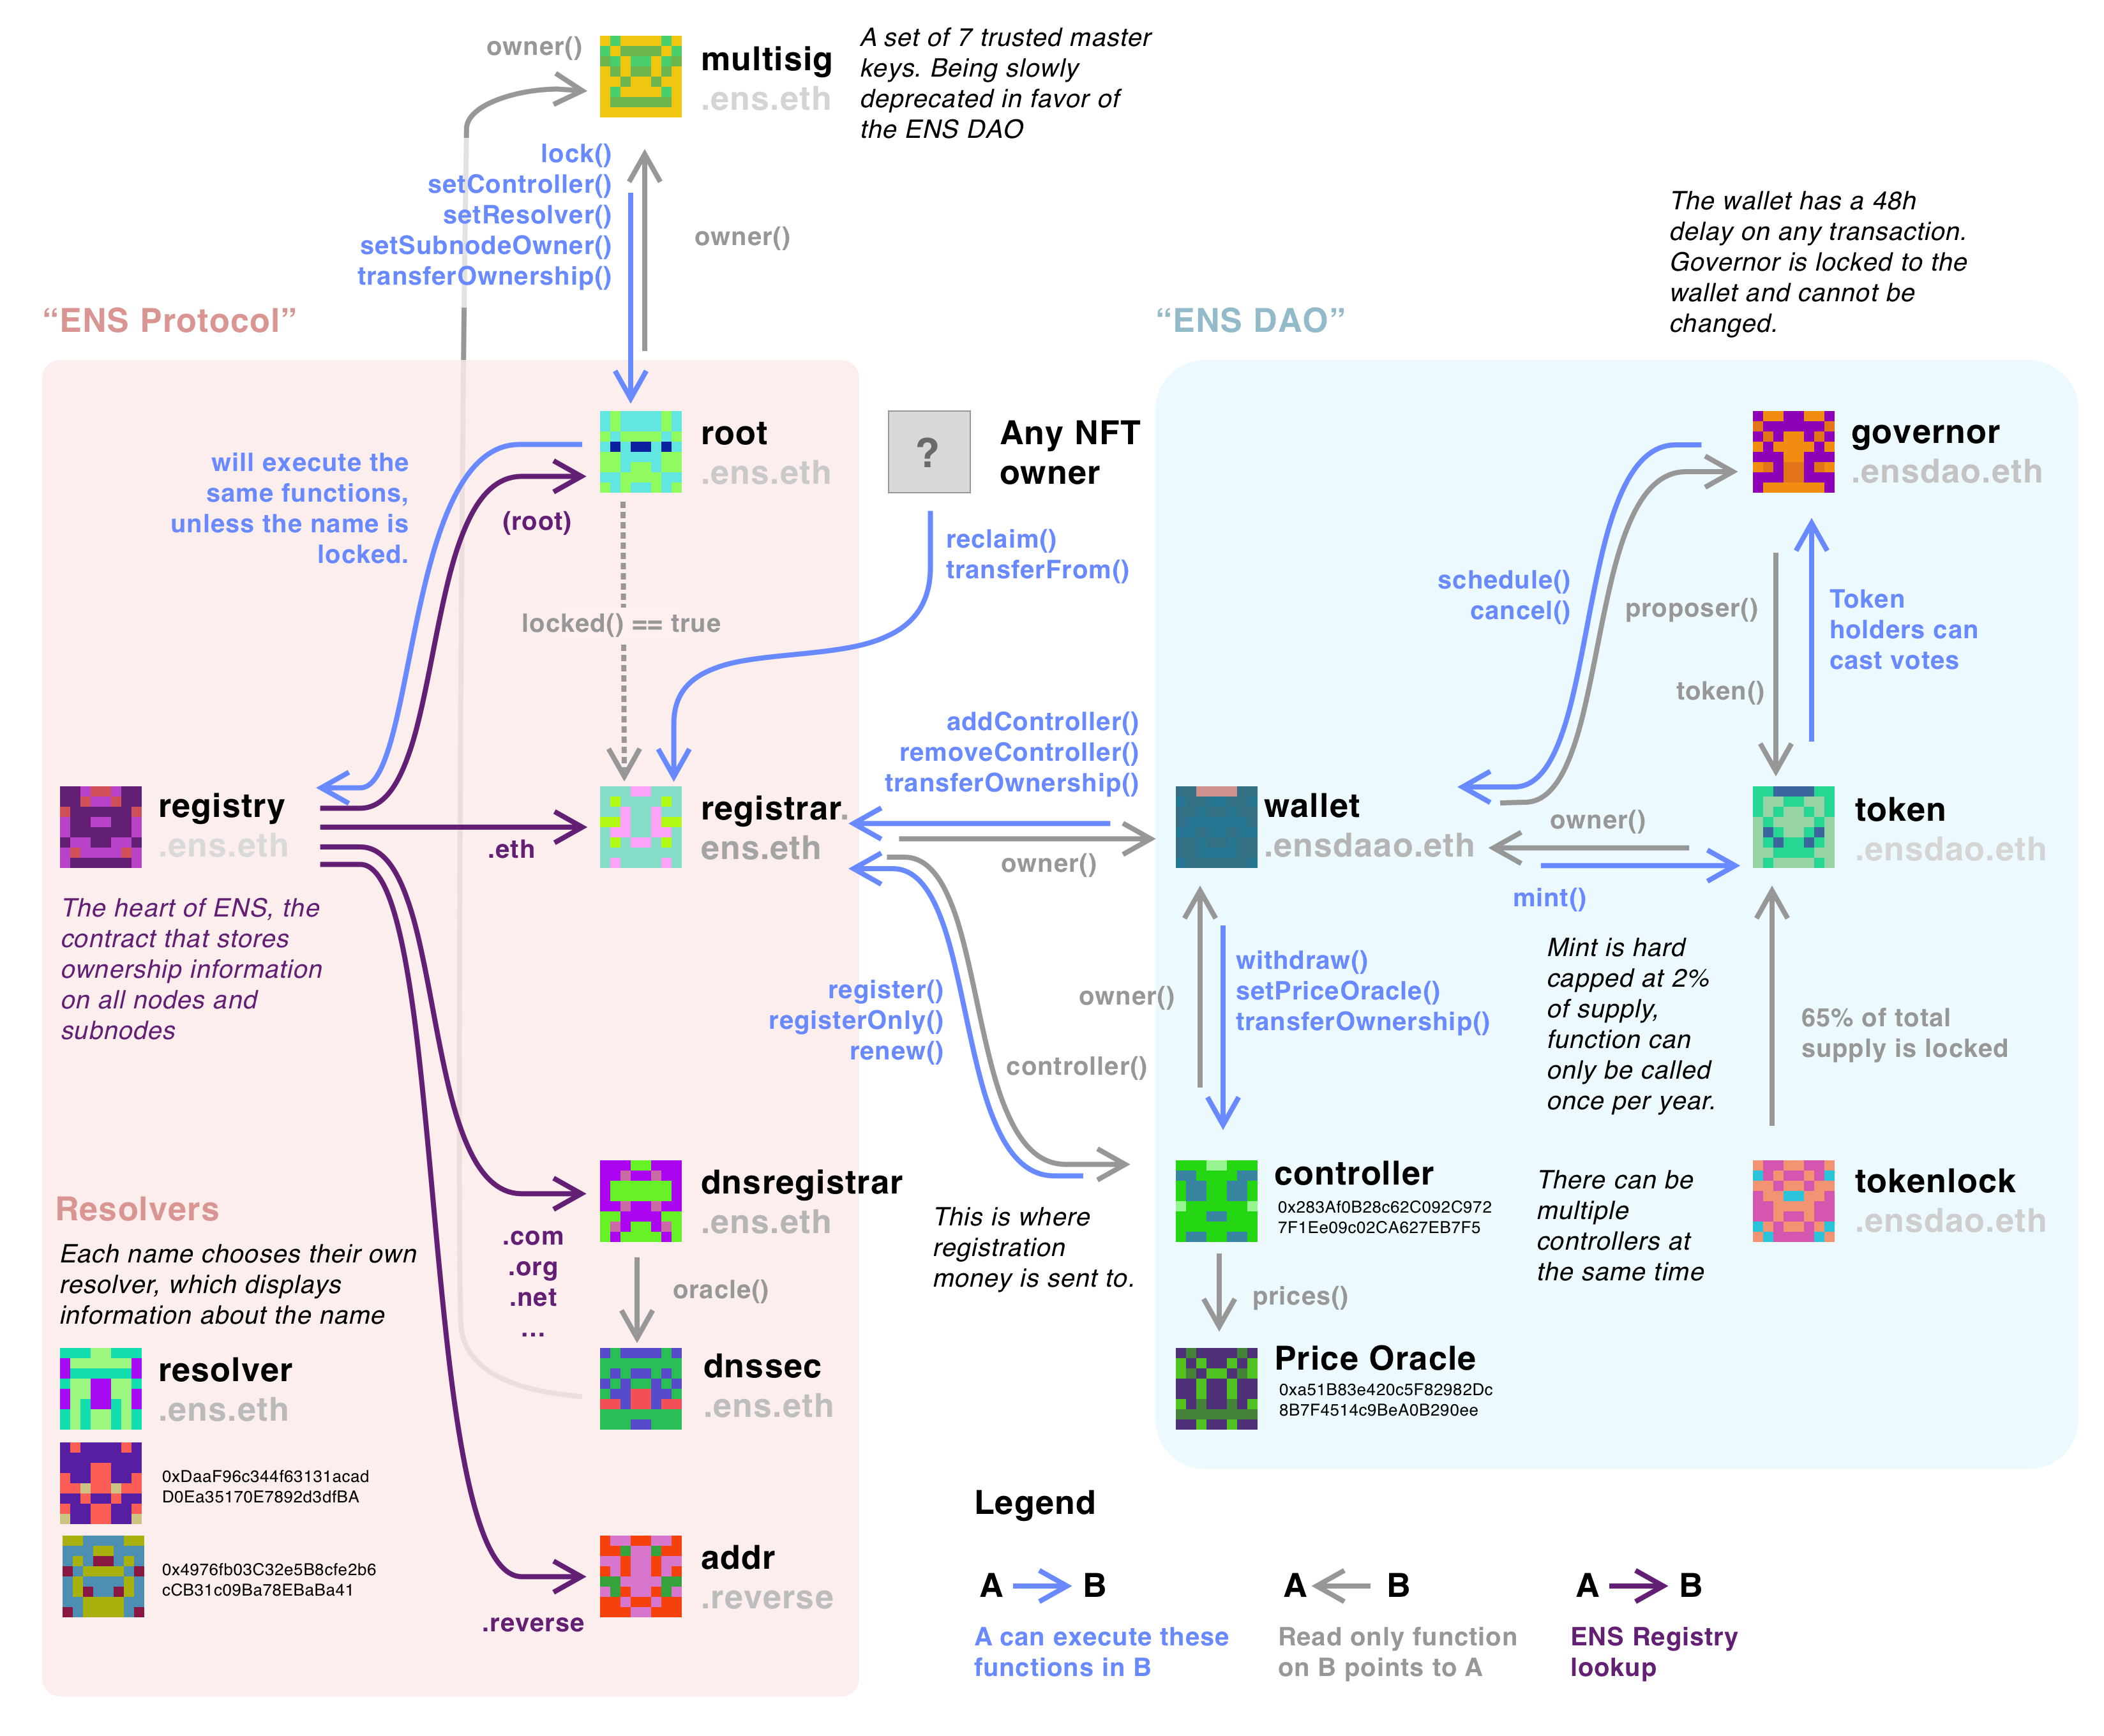 owner()
multisig
.ens.eth
A set of 7 trusted master
keys. Being slowly
deprecated in favor of
the ENS DAO
lock()
setController()
setResolver()
setSubnodeOwner()
transferOwnership()
owner()
The wallet has a 48h
delay on any transaction.
Governor is locked to the
wallet and cannot be
changed.
“ENS Protocol”
“ENS DAO”
root
.ens.eth
will execute the
same functions,
unless the name is
locked.
(root)
?
Any NFT
owner
reclaim()
transferFrom()
locked() == true
governor
.ensdao.eth
schedule()
cancel()
proposer()
token()
Token
holders can
cast votes
registry
.ens.eth
The heart of ENS, the
contract that stores
ownership information
on all nodes and
subnodes
.eth
registrar.
ens.eth
addController()
removeController()
transferOwnership()
owner()
wallet
.ensdaao.eth
owner()
mint()
token
.ensdao.eth
Mint is hard
capped at 2%
of supply,
function can
only be called
once per year.
65% of total
supply is locked
register()
registerOnly()
renew()
controller()
owner()
withdraw()
setPriceOracle()
transferOwnership()
dnsregistrar
.ens.eth
.com
.org
.net
...
oracle()
dnssec
.ens.eth
This is where
registration
money is sent to.
controller
0x283Af0B28c62C092C972
7F1Ee09c02CA627EB7F5
There can be
multiple
controllers at
the same time
tokenlock
.ensdao.eth
prices()
Price Oracle
0xa51B83e420c5F82982Dc
8B7F4514c9BeA0B290ee
Resolvers
Each name chooses their own
resolver, which displays
information about the name
resolver
.ens.eth
0xDaaF96c344f63131acad
D0Ea35170E7892d3dfBA
0x4976fb03C32e5B8cfe2b6
cCB31c09Ba78EBaBa41
.reverse
addr
.reverse
Legend
A B
A can execute these
functions in B
A B
Read only function
on B points to A
A B
ENS Registry
lookup